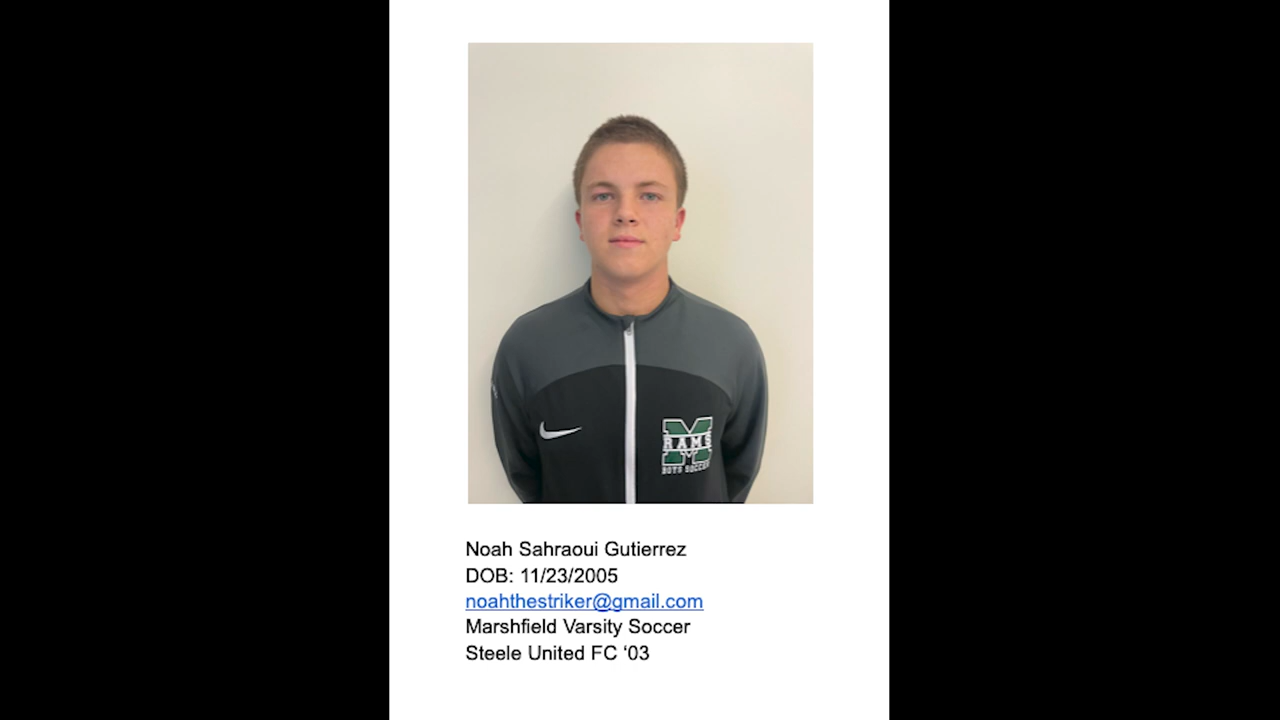 RAMS
BOYS SOCCER
Noah Sahraoui Gutierrez
DOB: 11/23/2005
noahthestriker@gmail.com
Marshfield Varsity Soccer
Steele United FC ‘03